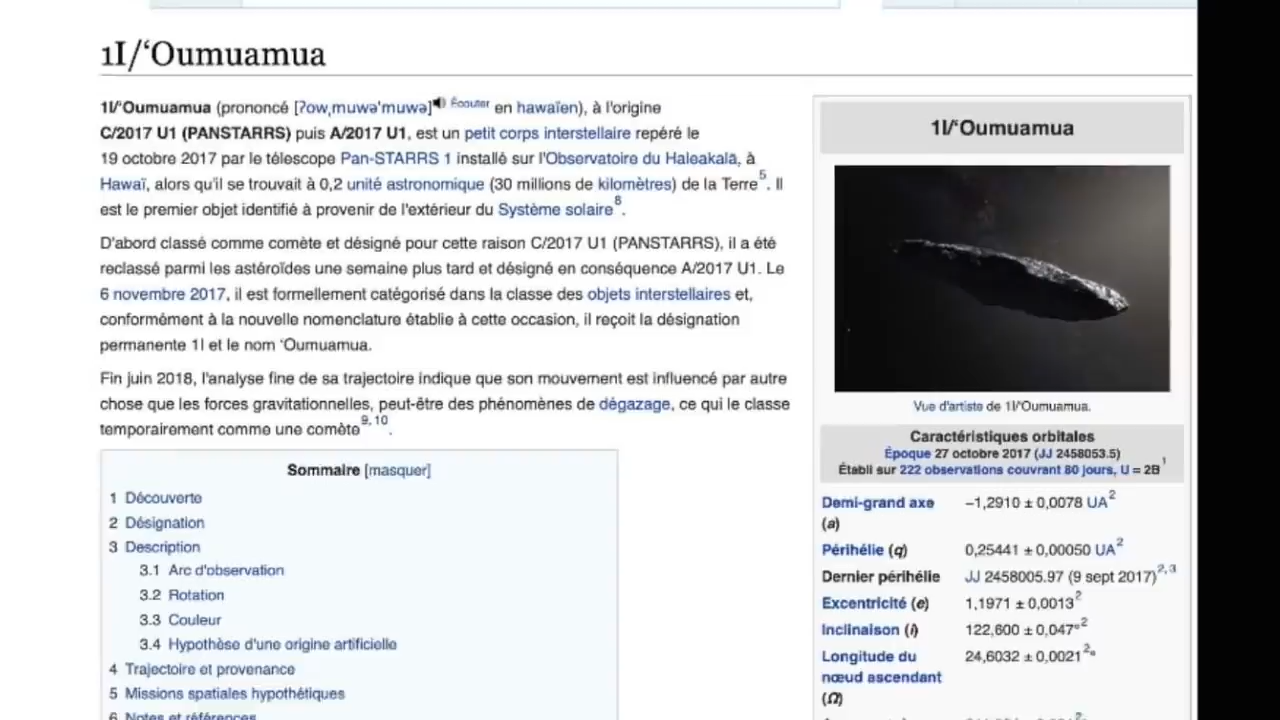 1I/ʻOumuamua
1I/ʻOumuamua (prononcé [ʔowˌmuwəˈmuwə] Écouter en hawaïen), à l'origine
C/2017 U1 (PANSTARRS) puis A/2017 U1, est un petit corps interstellaire repéré le
19 octobre 2017 par le télescope Pan-STARRS 1 installé sur l'Observatoire du Haleakalā, à
Hawaï, alors qu'il se trouvait à 0,2 unité astronomique (30 millions de kilomètres) de la Terre5. Il
est le premier objet identifié à provenir de l'extérieur du Système solaire8.
D'abord classé comme comète et désigné pour cette raison C/2017 U1 (PANSTARRS), il a été
reclassé parmi les astéroïdes une semaine plus tard et désigné en conséquence A/2017 U1. Le
6 novembre 2017, il est formellement catégorisé dans la classe des objets interstellaires et,
conformément à la nouvelle nomenclature établie à cette occasion, il reçoit la désignation
permanente 1I et le nom ʻOumuamua.
Fin juin 2018, l'analyse fine de sa trajectoire indique que son mouvement est influencé par autre
chose que les forces gravitationnelles, peut-être des phénomènes de dégazage, ce qui le classe
temporairement comme une comète9, 10.
Sommaire [masquer]
1 Découverte
2 Désignation
3 Description
3.1 Arc d'observation
3.2 Rotation
3.3 Couleur
3.4 Hypothèse d'une origine artificielle
4 Trajectoire et provenance
5 Missions spatiales hypothétiques
6 Notes et références
1I/ʻOumuamua
Vue d'artiste de 1I/ʻOumuamua.
Caractéristiques orbitales
Époque 27 octobre 2017 (JJ 2458053.5)
Établi sur 222 observations couvrant 80 jours, U = 2B1
Demi-grand axe (a) −1,2910 ± 0,0078 UA2
Périhélie (q) 0,25441 ± 0,00050 UA2
Dernier périhélie JJ 2458005.97 (9 sept 2017)2, 3
Excentricité (e) 1,1971 ± 0,00132
Inclinaison (i) 122,600 ± 0,047°2
Longitude du 24,6032 ± 0,00212°
nœud ascendant
(Ω)